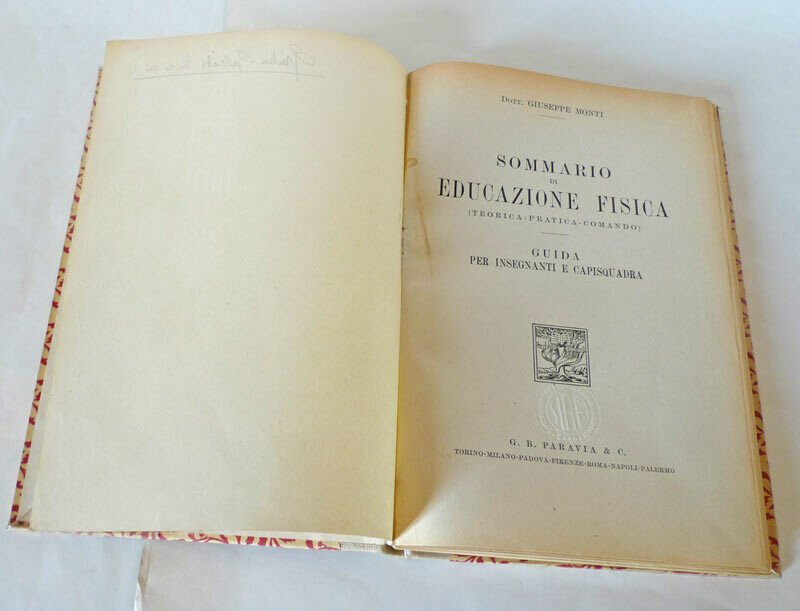 Dott. GIUSEPPE MONTI
SOMMARIO
DI
EDUCAZIONE FISICA
(TEORICA-PRATICA-COMANDO)
GUIDA
PER INSEGNANTI E CAPISQUADRA
G. B. PARAVIA & C.
TORINO-MILANO-PADOVA-FIRENZE-ROMA-NAPOLI-PALERMO